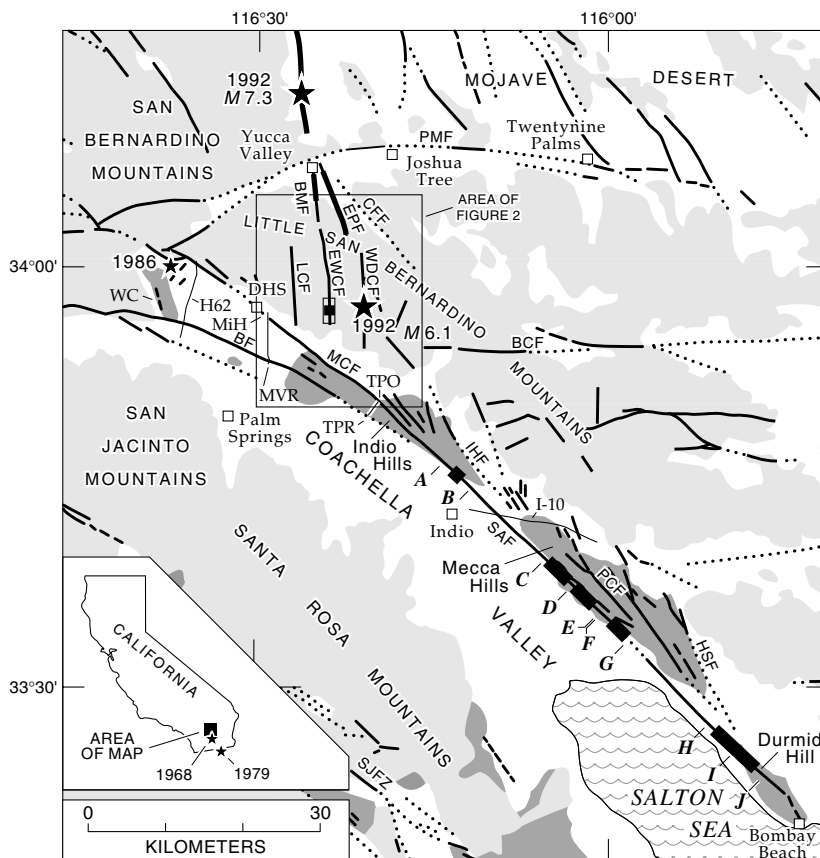 116°30'
116°00'
1992
M 7.3
MOJAVE
DESERT
SAN
BERNARDINO
MOUNTAINS
Yucca
Valley
PMF
Twentynine
Palms
Joshua
Tree
BMF
EPF
CFF
AREA OF
FIGURE 2
LITTLE
SAN
BERNARDINO
MOUNTAINS
34°00'
1986
WC
H62
DHS
MiH
LCF
EWCF
WDCF
1992 M 6.1
BF
MCF
BCF
MVR
TPO
TPR
SAN
JACINTO
MOUNTAINS
Palm
Springs
Indio
Hills
COACHELLA
VALLEY
IHF
A
B
I-10
Indio
SAF
SANTA
ROSA
MOUNTAINS
Mecca
Hills
C
D
E
F
G
PCF
HSF
33°30'
CALIFORNIA
AREA
OF MAP
1968
1979
SJFZ
H
I
J
Durmid
Hill
SALTON
SEA
Bombay
Beach
0
30
KILOMETERS